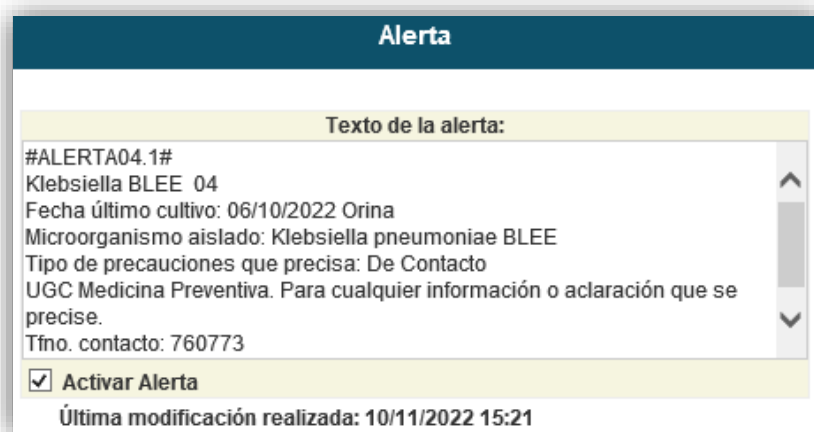 Alerta
Texto de la alerta:
#ALERTA04.1#
Klebsiella BLEE 04
Fecha último cultivo: 06/10/2022 Orina
Microorganismo aislado: Klebsiella pneumoniae BLEE
Tipo de precauciones que precisa: De Contacto
UGC Medicina Preventiva. Para cualquier información o aclaración que se
precise.
Tfno. contacto: 760773
Activar Alerta
Última modificación realizada: 10/11/2022 15:21